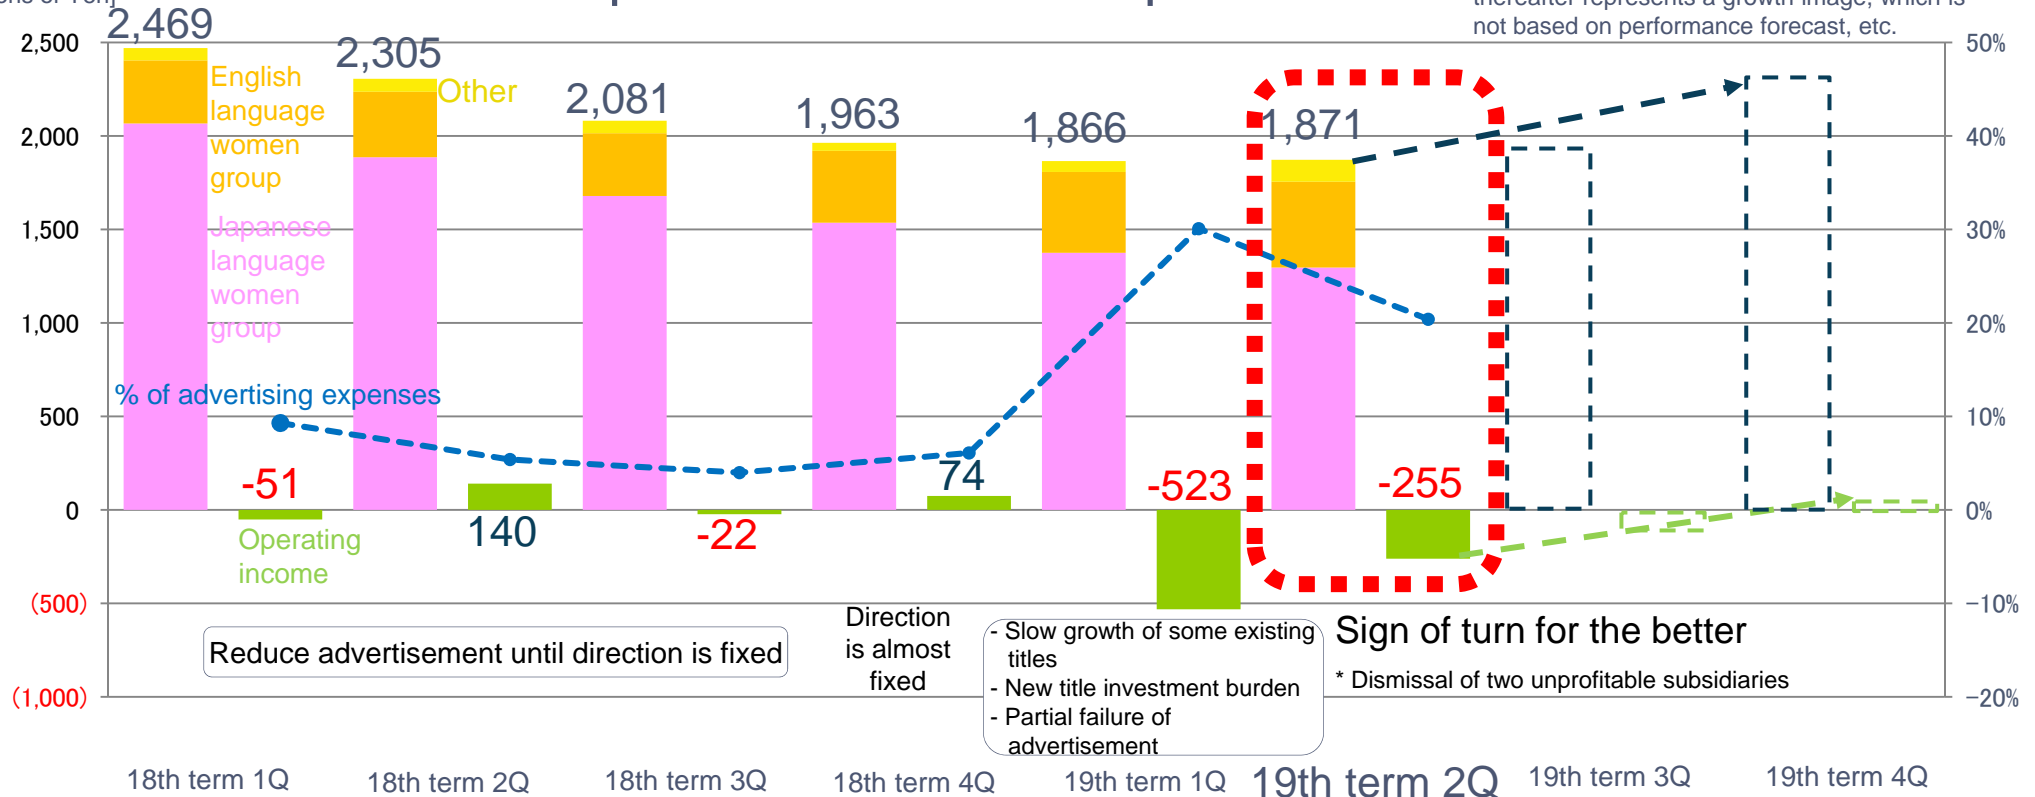 thereafter represents a growth image, which is
not based on performance forecast, etc.
2,469
2,305
2,081
1,963
1,866
1,871
English
language
women
group
Other
Japanese
language
women
group
% of advertising expenses
2,500
2,000
1,500
1,000
500
0
(500)
(1,000)
50%
40%
30%
20%
10%
0%
-10%
-20%
-51
140
-22
74
-523
-255
Operating
income
Reduce advertisement until direction is fixed
Direction
is almost
fixed
- Slow growth of some existing
titles
- New title investment burden
- Partial failure of
advertisement
Sign of turn for the better
* Dismissal of two unprofitable subsidiaries
18th term 1Q
18th term 2Q
18th term 3Q
18th term 4Q
19th term 1Q
19th term 2Q
19th term 3Q
19th term 4Q